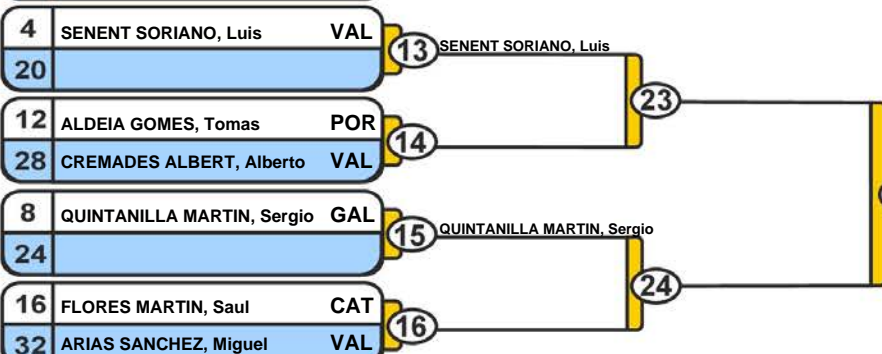 4 SENENT SORIANO, Luis VAL
20
13 SENENT SORIANO, Luis
23
12 ALDEIA GOMES, Tomas POR
28 CREMADES ALBERT, Alberto VAL
14
8 QUINTANILLA MARTIN, Sergio GAL
24
15 QUINTANILLA MARTIN, Sergio
24
16 FLORES MARTIN, Saul CAT
32 ARIAS SANCHEZ, Miguel VAL
16